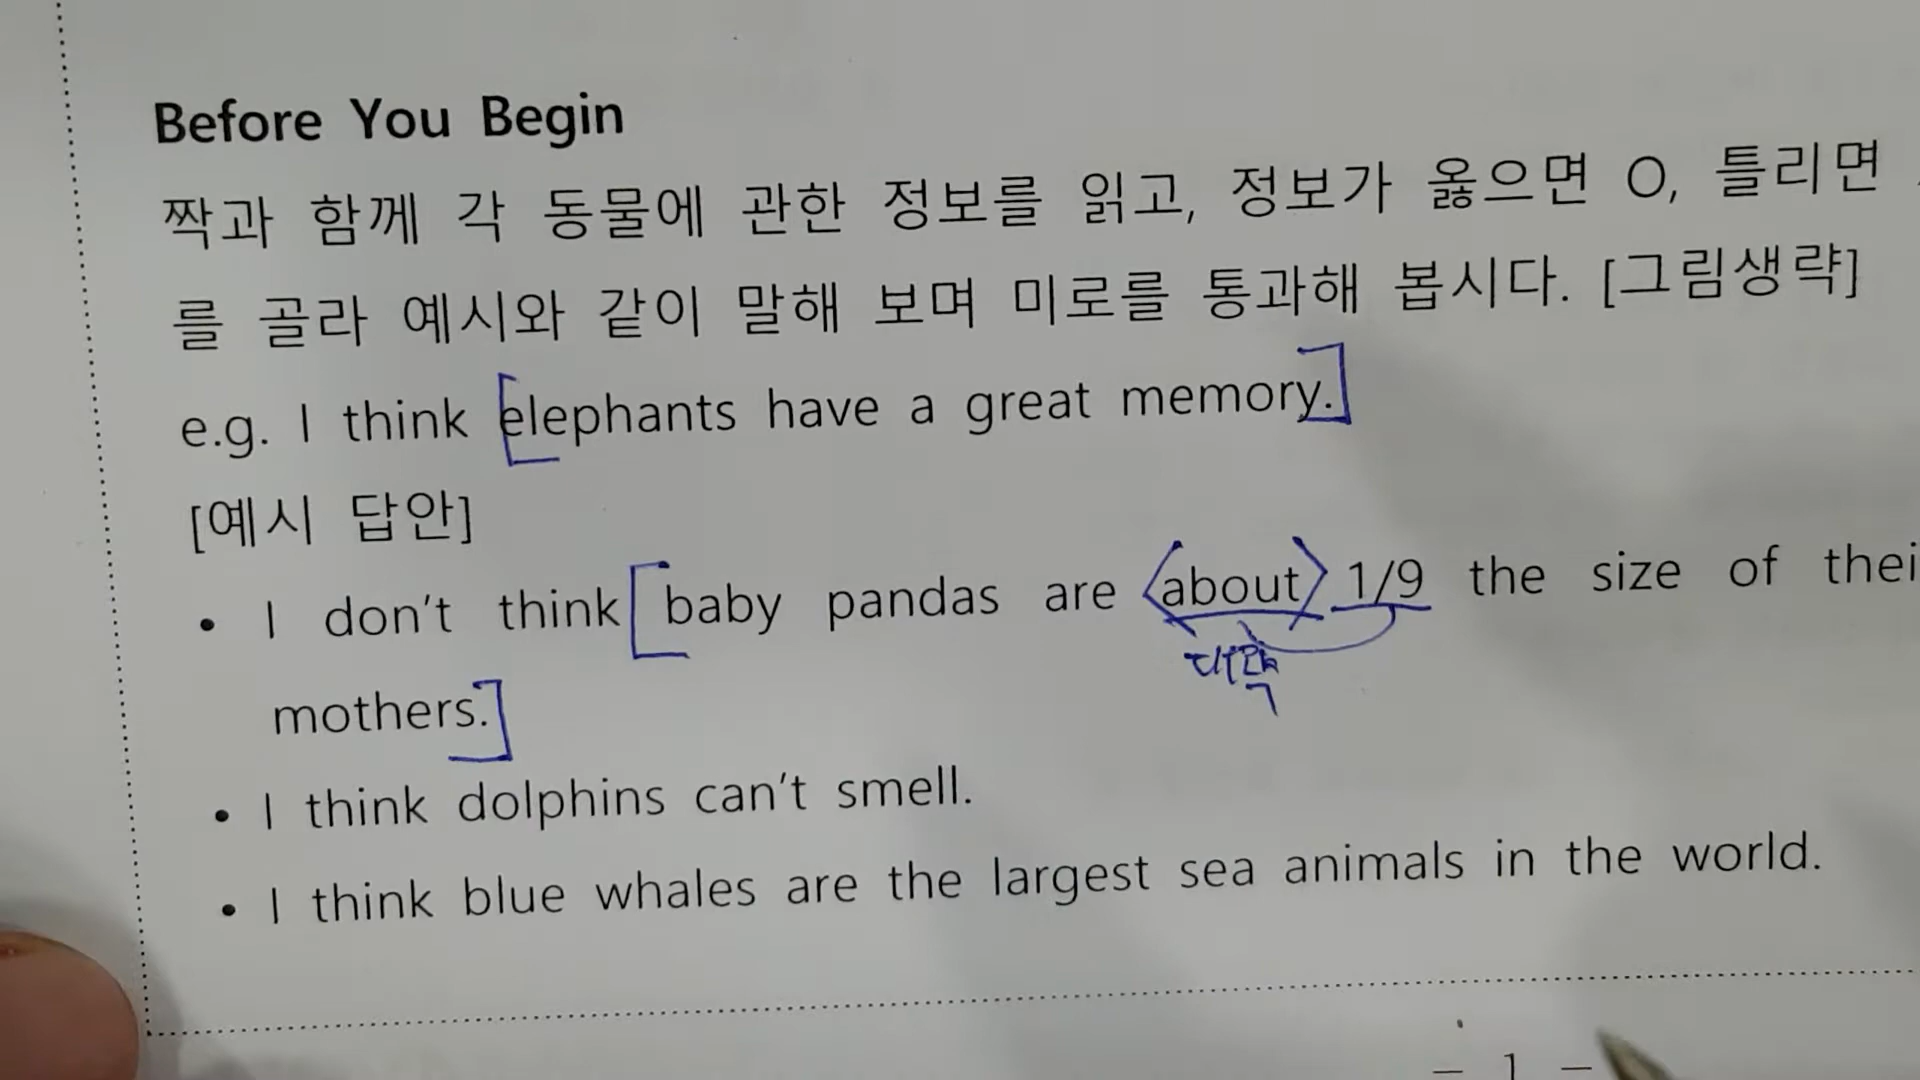 Before You Begin
짝과 함께 각 동물에 관한 정보를 읽고, 정보가 옳으면 O, 틀리면
를 골라 예시와 같이 말해 보며 미로를 통과해 봅시다. [그림생략]
e.g. I think [elephants have a great memory.]
[예시 답안]
• I don't think [baby pandas are <about> 1/9 the size of thei
대략
mothers.]
• I think dolphins can't smell.
• I think blue whales are the largest sea animals in the world.
– 1 –